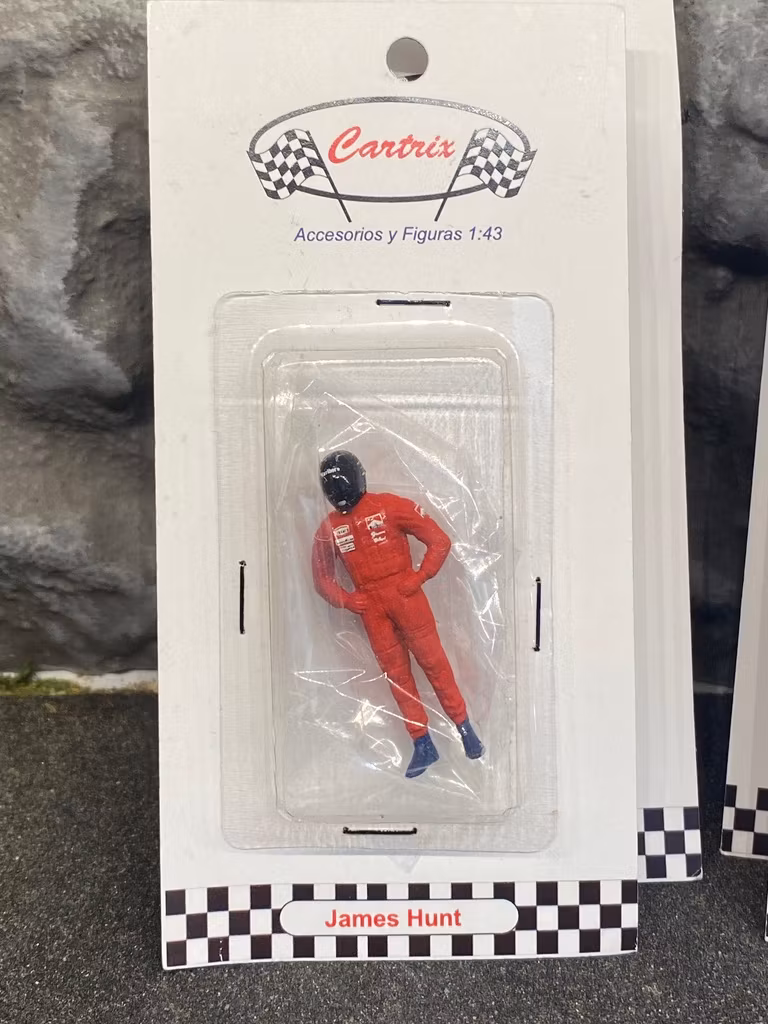 Cartrix
Accesorios y Figuras 1:43
James Hunt